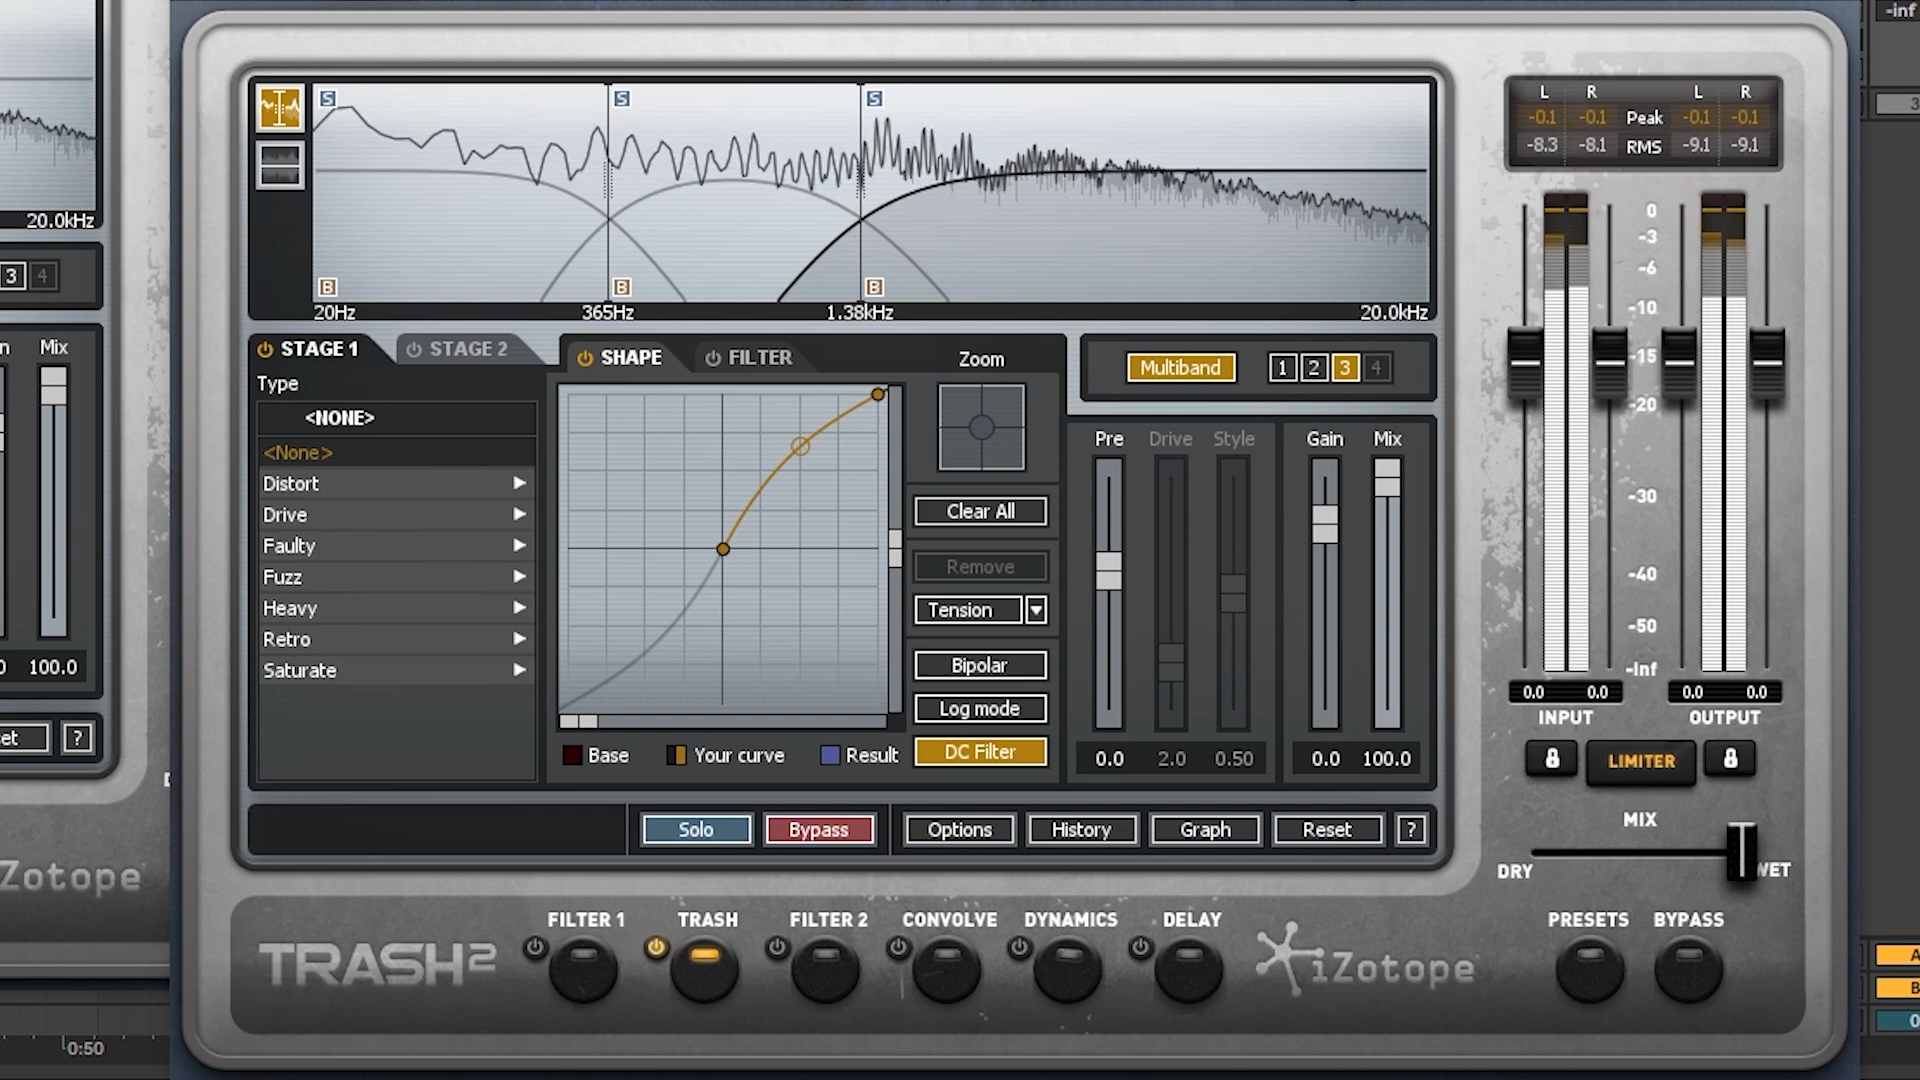 -inf
L R L R
-0.1 -0.1 Peak -0.1 -0.1
-8.3 -8.1 RMS -9.1 -9.1
S S S
B B B
20Hz 365Hz 1.38kHz 20.0kHz
20.0kHz
3 4
Mix
100.0
?
STAGE 1 STAGE 2
SHAPE FILTER Zoom
Multiband 1 2 3 4
Type
<NONE>
<None>
Distort
Drive
Faulty
Fuzz
Heavy
Retro
Saturate
Clear All
Remove
Tension
Bipolar
Log mode
DC Filter
Base Your curve Result
Pre Drive Style Gain Mix
0.0 2.0 0.50 0.0 100.0
0
-3
-6
-10
-15
-20
-30
-40
-50
-Inf
0.0 0.0 0.0 0.0
INPUT OUTPUT
LIMITER
MIX
DRY WET
Solo Bypass Options History Graph Reset ?
FILTER 1 TRASH FILTER 2 CONVOLVE DYNAMICS DELAY PRESETS BYPASS
TRASH2 iZotope
Zotope
0:50